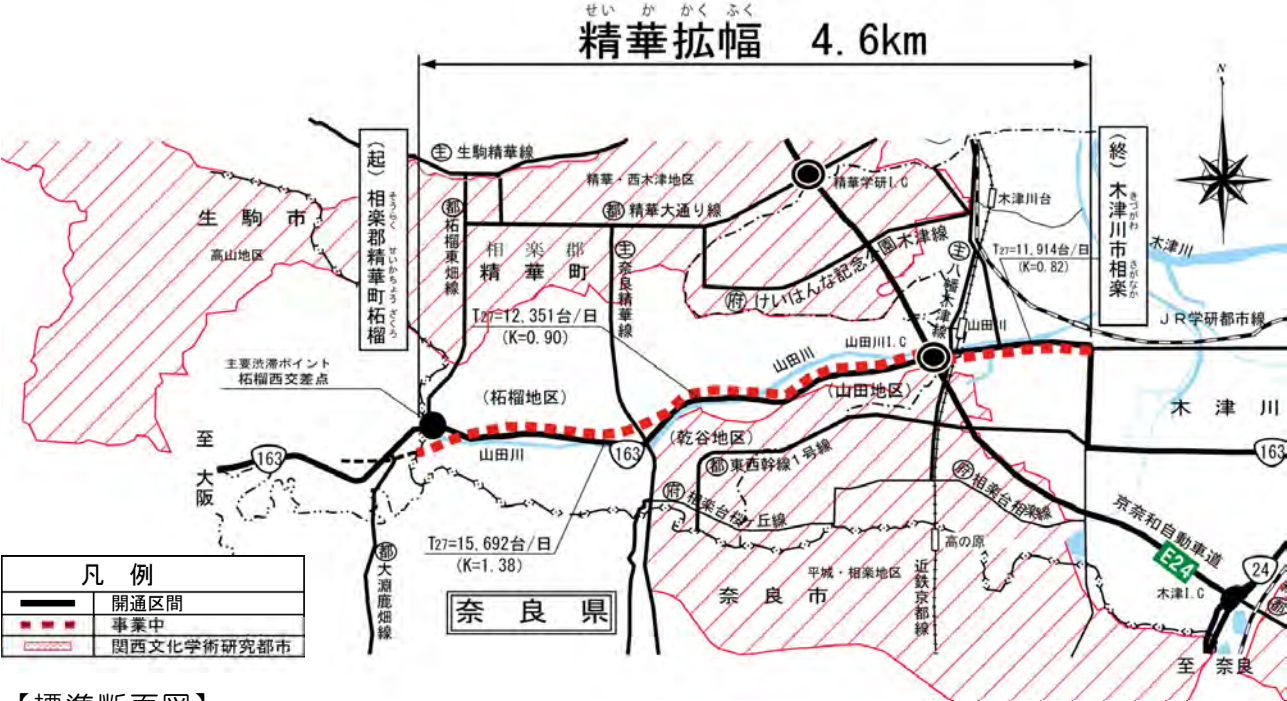 せい か かく ふく
精華拡幅 4.6km
N
(起)相楽郡精華町柘榴
そうらく せいかちょう ざくろ
(終)木津川市相楽
きづがわ さがなか
主 生駒精華線
精華・西木津地区
精華学研I.C
木津川台
生駒市
高山地区
都 柘榴東畑線
都 精華大通り線
相楽郡
精華町
主 奈良精華線
府 けいはんな記念公園木津線
主 八幡木津線
T27=11,914台/日
(K=0.82)
木津川
JR学研都市線
T27=12,351台/日
(K=0.90)
山田川
山田川I.C
山田川
主要渋滞ポイント
柘榴西交差点
(柘榴地区)
(山田地区)
木津川
至大阪
163
山田川
163
(乾谷地区)
163
都 東西幹線1号線
府 相楽台桜ケ丘線
府 相楽台相楽線
京奈和自動車道
E24
24
T27=15,692台/日
(K=1.38)
高の原
都 大淵鹿畑線
近鉄京都線
平城・相楽地区
奈良市
木津I.C
奈良県
至 奈良
凡例
開通区間
事業中
関西文化学術研究都市